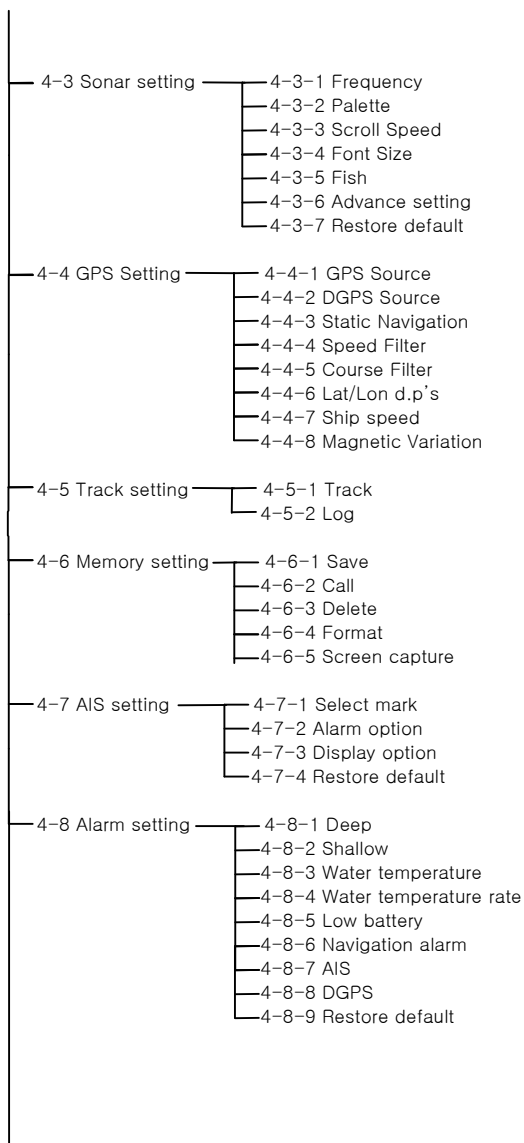 4-3 Sonar setting
4-3-1 Frequency
4-3-2 Palette
4-3-3 Scroll Speed
4-3-4 Font Size
4-3-5 Fish
4-3-6 Advance setting
4-3-7 Restore default
4-4 GPS Setting
4-4-1 GPS Source
4-4-2 DGPS Source
4-4-3 Static Navigation
4-4-4 Speed Filter
4-4-5 Course Filter
4-4-6 Lat/Lon d.p's
4-4-7 Ship speed
4-4-8 Magnetic Variation
4-5 Track setting
4-5-1 Track
4-5-2 Log
4-6 Memory setting
4-6-1 Save
4-6-2 Call
4-6-3 Delete
4-6-4 Format
4-6-5 Screen capture
4-7 AIS setting
4-7-1 Select mark
4-7-2 Alarm option
4-7-3 Display option
4-7-4 Restore default
4-8 Alarm setting
4-8-1 Deep
4-8-2 Shallow
4-8-3 Water temperature
4-8-4 Water temperature rate
4-8-5 Low battery
4-8-6 Navigation alarm
4-8-7 AIS
4-8-8 DGPS
4-8-9 Restore default